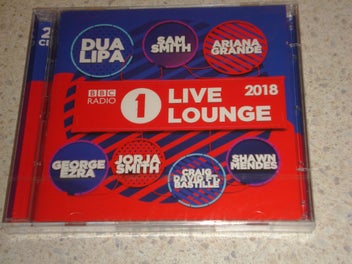 2
CD
DUA
LIPA
SAM
SMITH
ARIANA
GRANDE
BBC
RADIO
1
LIVE
LOUNGE
2018
GEORGE
EZRA
JORJA
SMITH
CRAIG
DAVID FT.
BASTILLE
SHAWN
MENDES